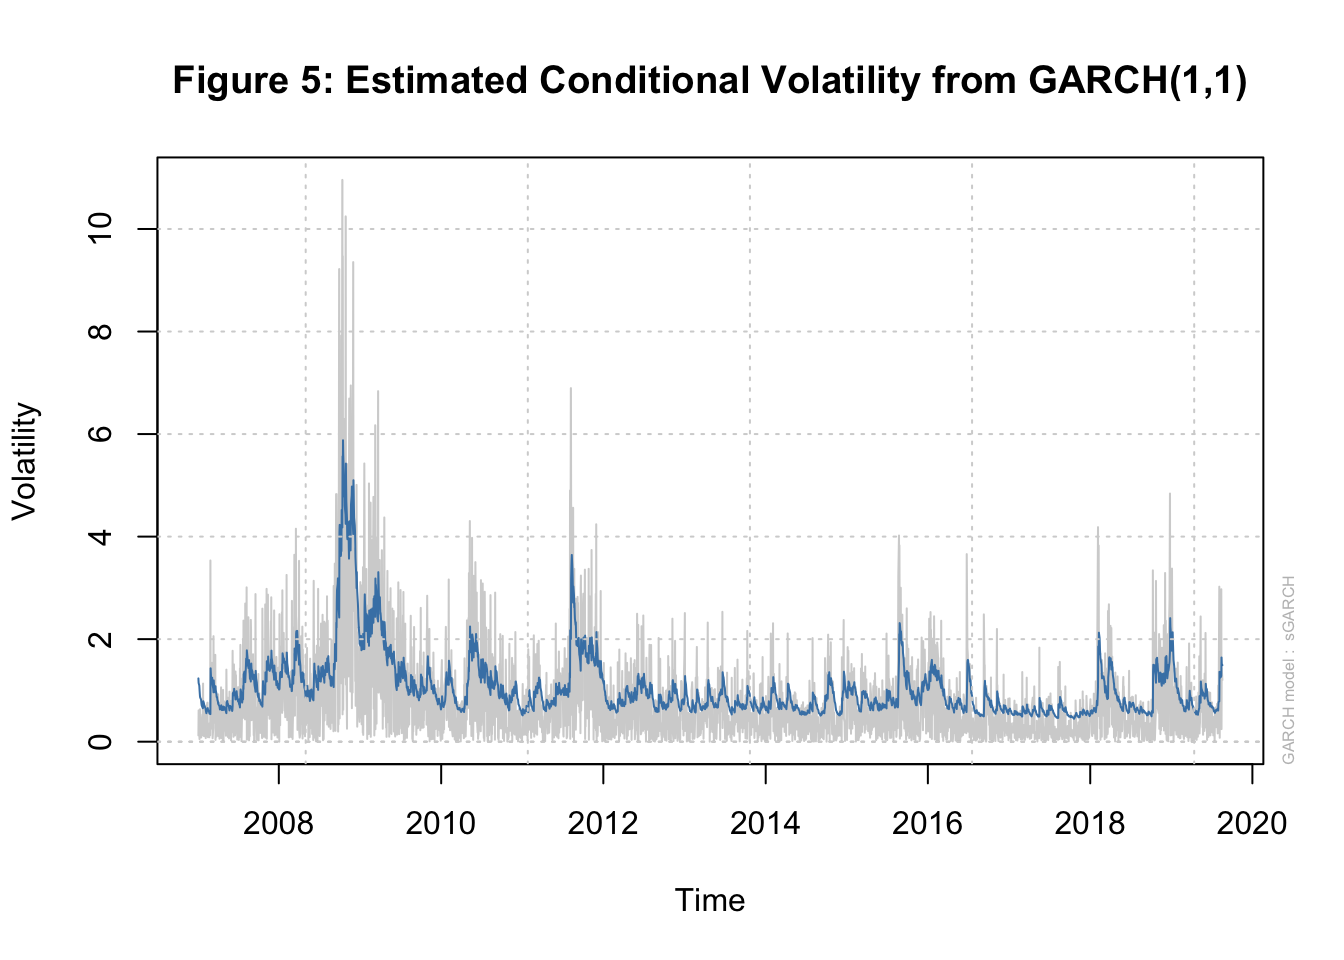 Figure 5: Estimated Conditional Volatility from GARCH(1,1)
Volatility
10
8
6
4
2
0
2008 2010 2012 2014 2016 2018 2020
Time
GARCH model : sGARCH